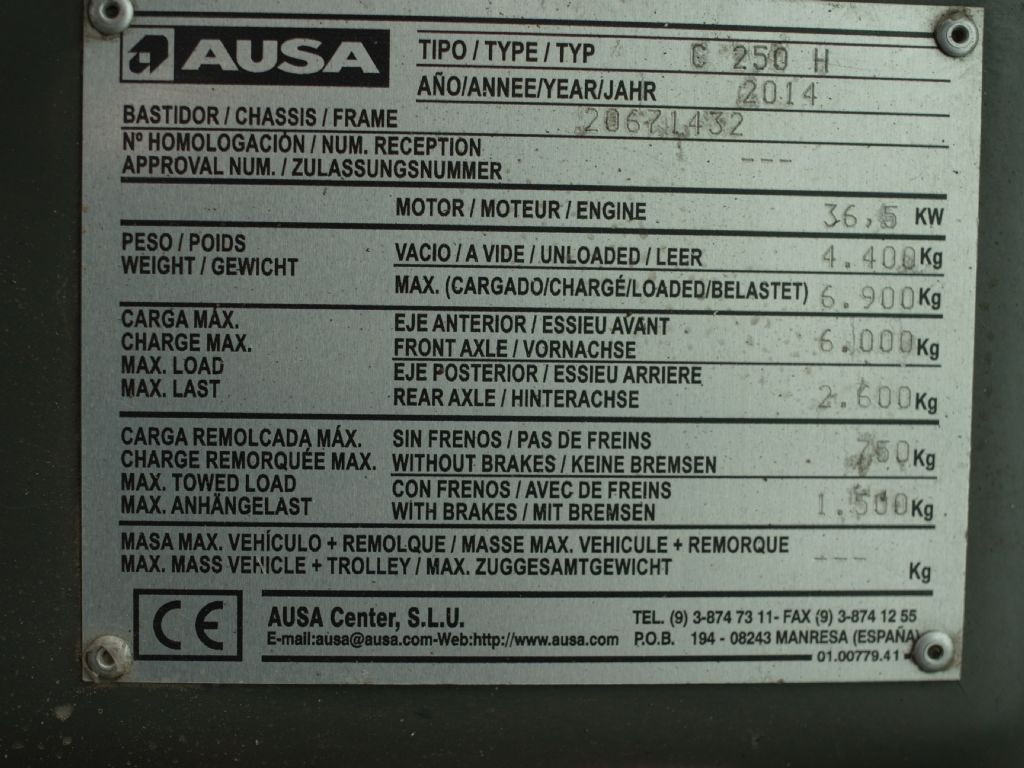 AUSA
TIPO / TYPE / TYP C 250 H
AÑO/ANNEE/YEAR/JAHR 2014
BASTIDOR / CHASSIS / FRAME 20671432
Nº HOMOLOGACIÓN / NUM. RECEPTION
APPROVAL NUM. / ZULASSUNGSNUMMER ---
MOTOR / MOTEUR / ENGINE 36,5 KW
PESO / POIDS
WEIGHT / GEWICHT
VACIO / A VIDE / UNLOADED / LEER 4.400 Kg
MAX. (CARGADO/CHARGÉ/LOADED/BELASTET) 6.900 Kg
CARGA MÁX.
CHARGE MAX.
MAX. LOAD
MAX. LAST
EJE ANTERIOR / ESSIEU AVANT
FRONT AXLE / VORNACHSE 6.000 Kg
EJE POSTERIOR / ESSIEU ARRIERE
REAR AXLE / HINTERACHSE 2.600 Kg
CARGA REMOLCADA MÁX.
CHARGE REMORQUÉE MAX.
MAX. TOWED LOAD
MAX. ANHÄNGELAST
SIN FRENOS / PAS DE FREINS
WITHOUT BRAKES / KEINE BREMSEN 750 Kg
CON FRENOS / AVEC DE FREINS
WITH BRAKES / MIT BREMSEN 1.500 Kg
MASA MAX. VEHÍCULO + REMOLQUE / MASSE MAX. VEHICULE + REMORQUE
MAX. MASS VEHICLE + TROLLEY / MAX. ZUGGESAMTGEWICHT --- Kg
CE
AUSA Center, S.L.U.
E-mail:ausa@ausa.com-Web:http://www.ausa.com
TEL. (9) 3-874 73 11- FAX (9) 3-874 12 55
P.O.B. 194 - 08243 MANRESA (ESPAÑA)
01.00779.41